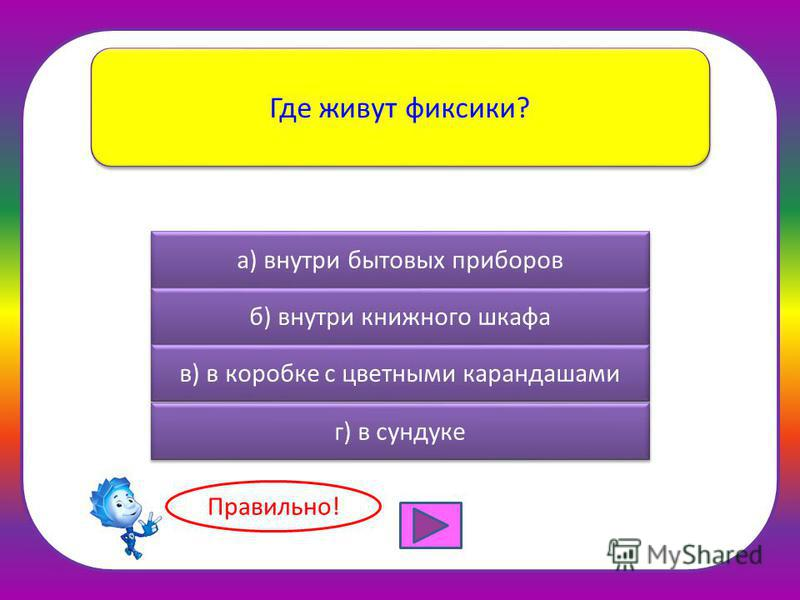 Где живут фиксики?
а) внутри бытовых приборов
б) внутри книжного шкафа
в) в коробке с цветными карандашами
г) в сундуке
Правильно!
MyShared